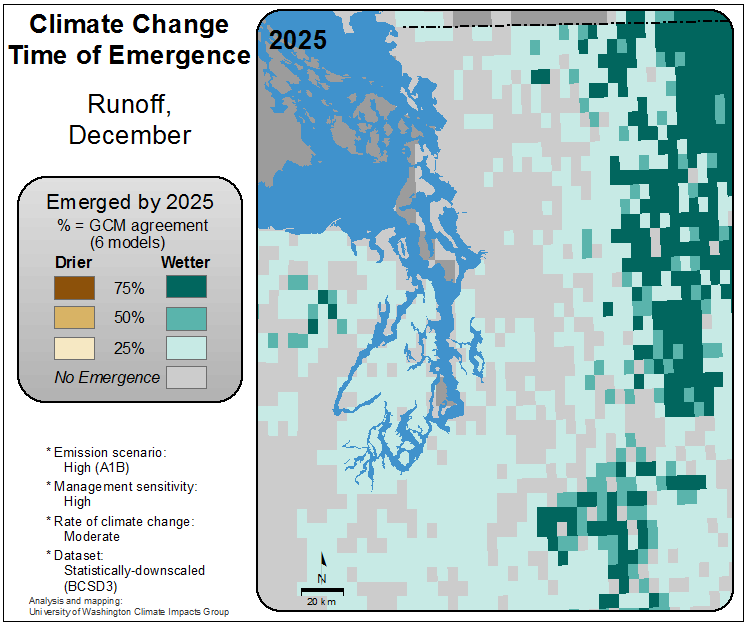 Climate Change
Time of Emergence
Runoff,
December
Emerged by 2025
% = GCM agreement
(6 models)
Drier Wetter
75%
50%
25%
No Emergence
* Emission scenario:
High (A1B)
* Management sensitivity:
High
* Rate of climate change:
Moderate
* Dataset:
Statistically-downscaled
(BCSD3)
Analysis and mapping:
University of Washington Climate Impacts Group
2025
N
20 km